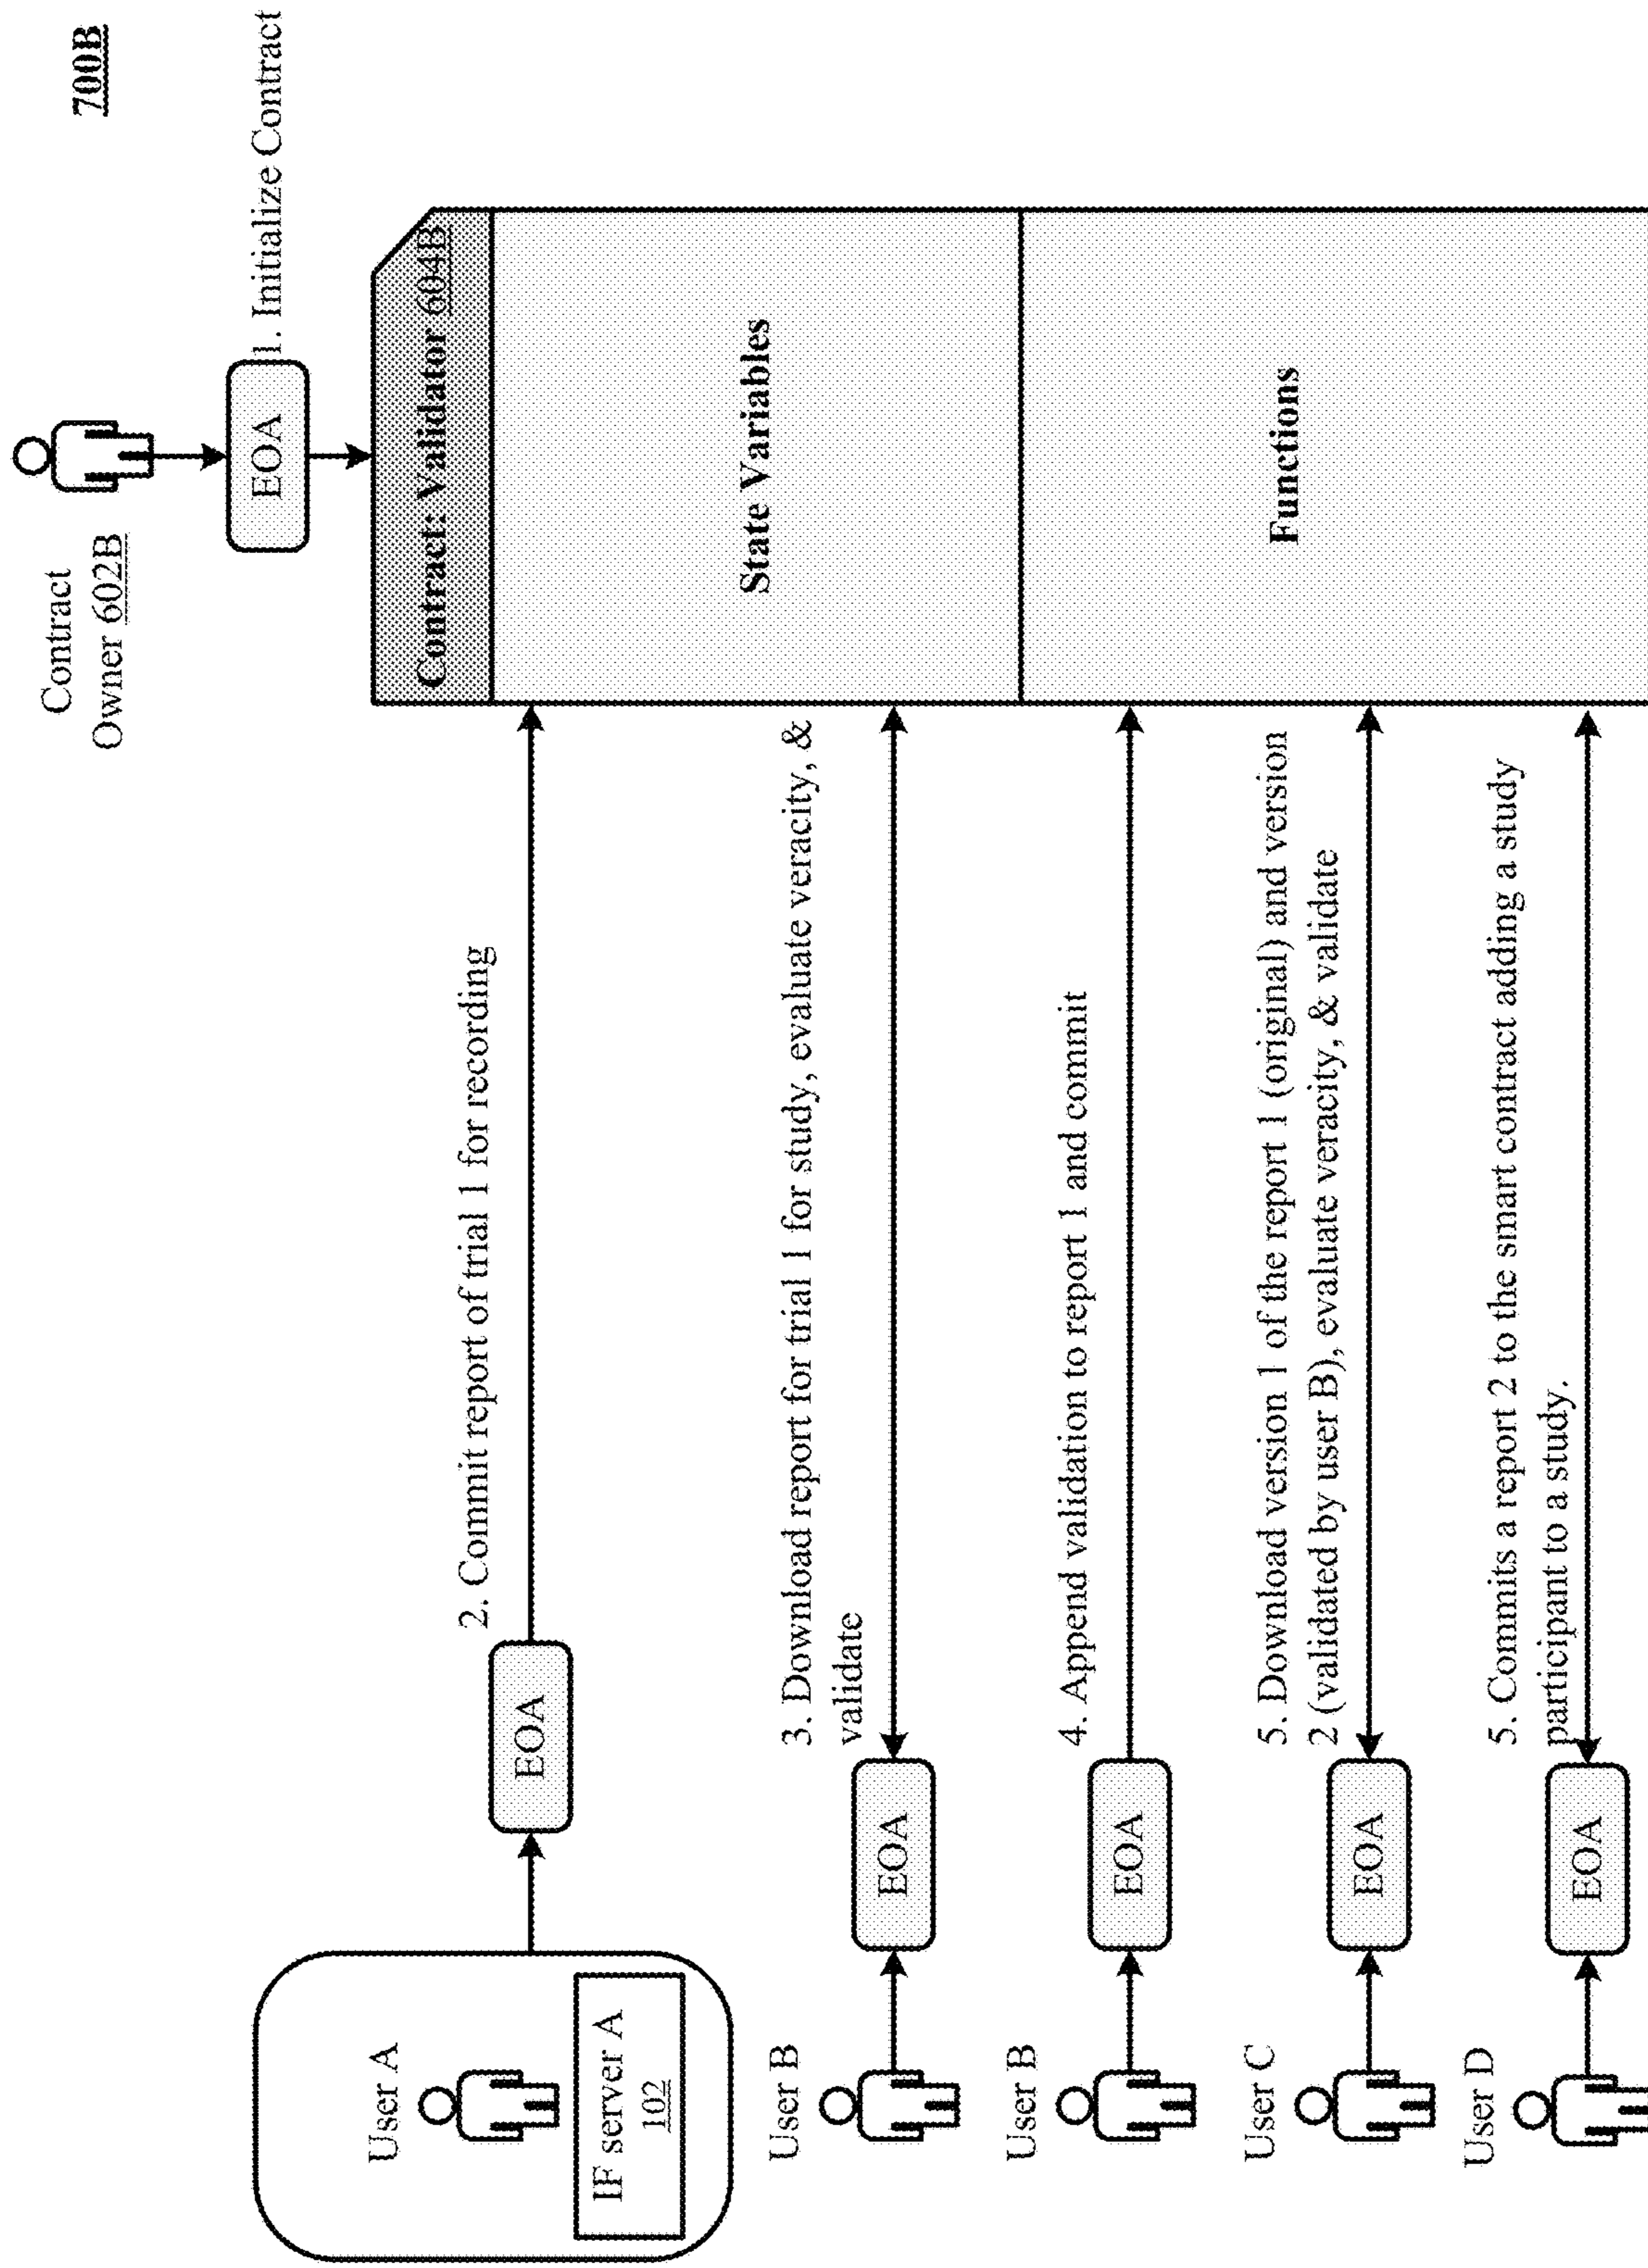 700B
Contract
Owner 602B
EOA
1. Initialize Contract
Contract: Validator 604B
State Variables
Functions
User A
IF server A
102
EOA
2. Commit report of trial 1 for recording
User B
EOA
3. Download report for trial 1 for study, evaluate veracity, &
validate
User B
EOA
4. Append validation to report 1 and commit
User C
EOA
5. Download version 1 of the report 1 (original) and version
2 (validated by user B), evaluate veracity, & validate
User D
EOA
5. Commits a report 2 to the smart contract adding a study
participant to a study.